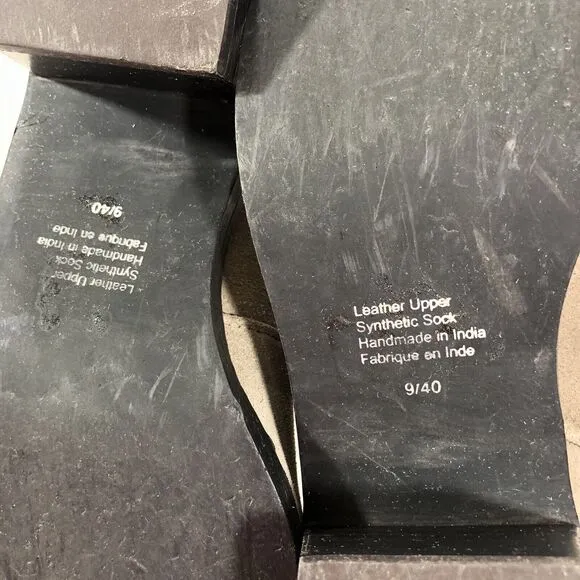 Leather Upper
Synthetic Sock
Handmade in India
Fabrique en Inde
9/40
Leather Upper
Synthetic Sock
Handmade in India
Fabrique en Inde
9/40